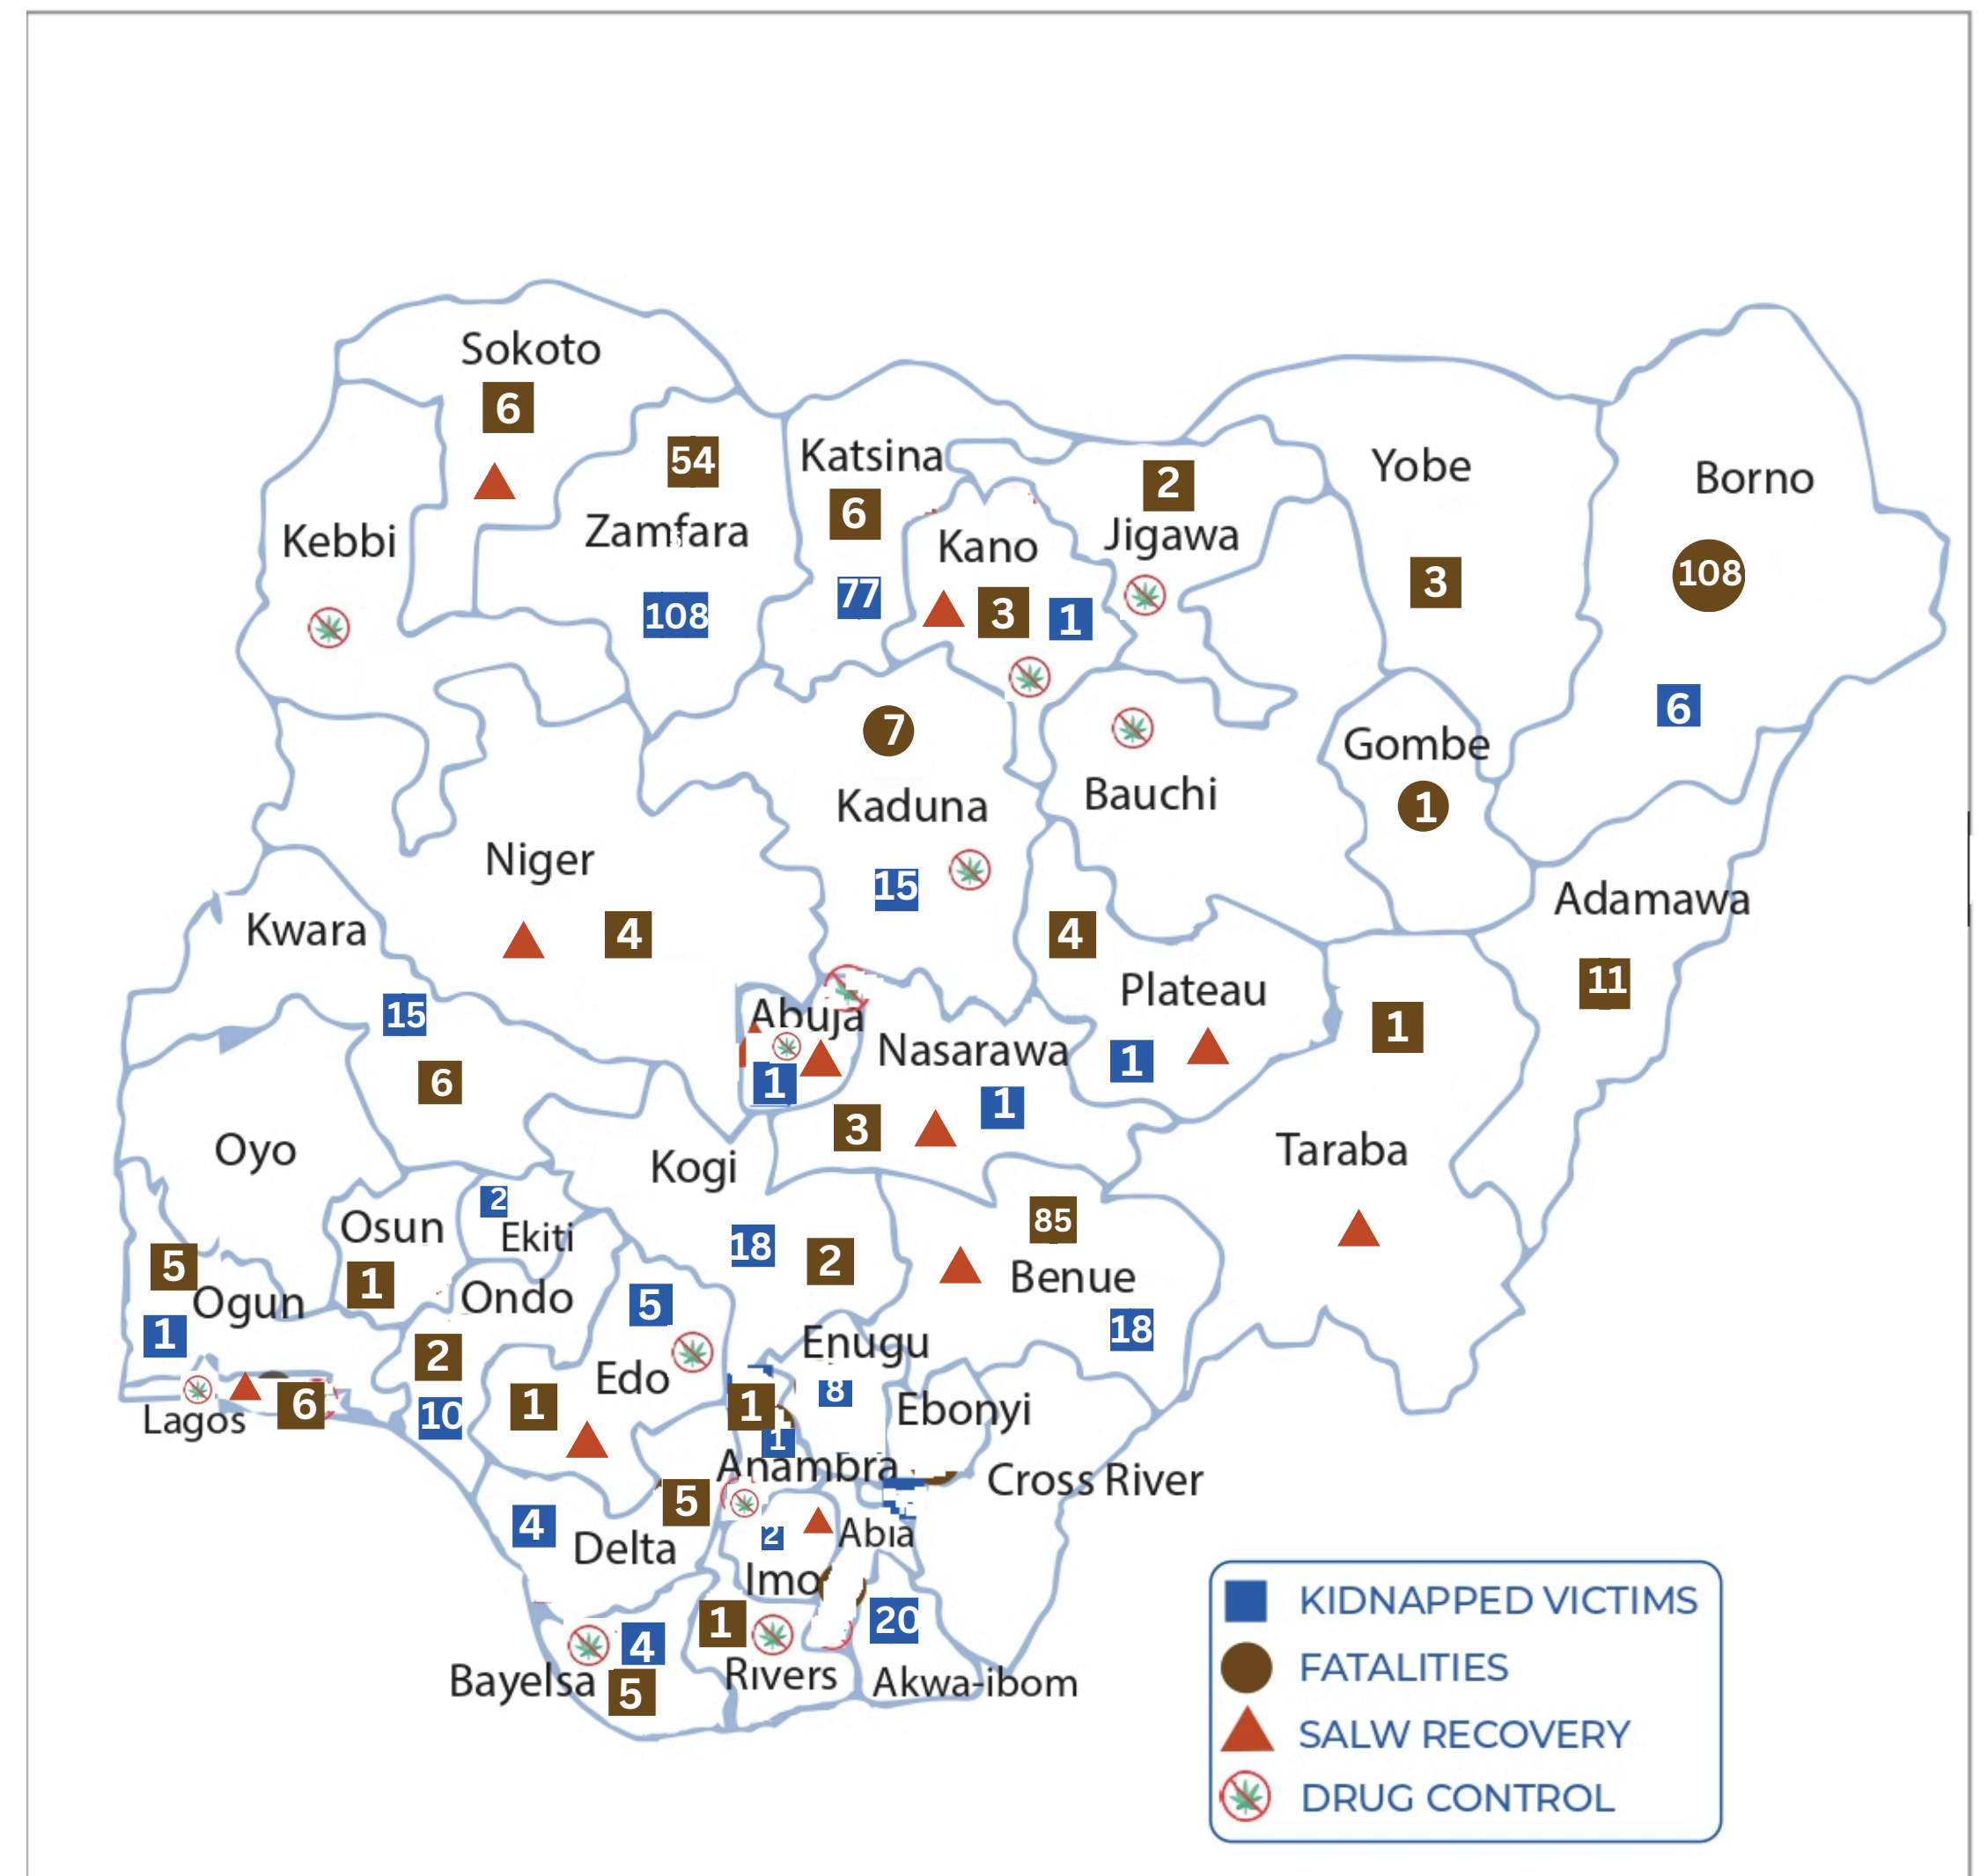 Sokoto
6
54
Katsina
2
Yobe
Borno
6
Zamfara
Kebbi
Kano
Jigawa
108
3
77
108
3
1
6
7
Gombe
Kaduna
Bauchi
1
Niger
15
Adamawa
Kwara
4
4
11
15
Abuja
Plateau
1
Nasarawa
1
6
1
1
3
Oyo
Kogi
Taraba
2
85
Osun
Ekiti
18
2
5
1
Ogun
Ondo
5
Benue
1
18
Enugu
2
Edo
8
6
1
1
Ebonyi
Lagos
10
1
Anambra
Cross River
5
4
2
Abia
Delta
Imo
1
20
4
Bayelsa
5
Rivers
Akwa-ibom
KIDNAPPED VICTIMS
FATALITIES
SALW RECOVERY
DRUG CONTROL